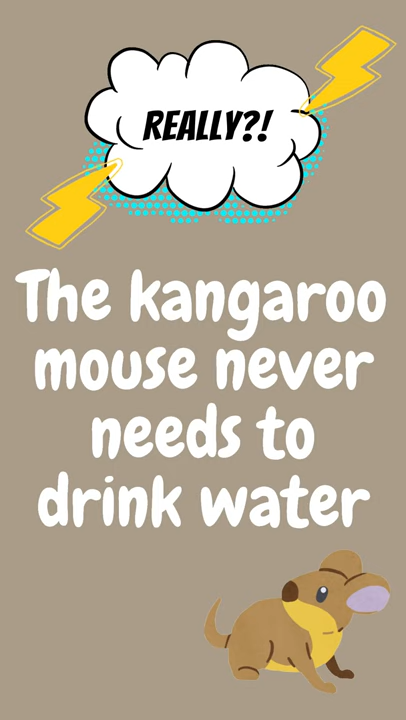 REALLY?!
The kangaroo
mouse never
needs to
drink water